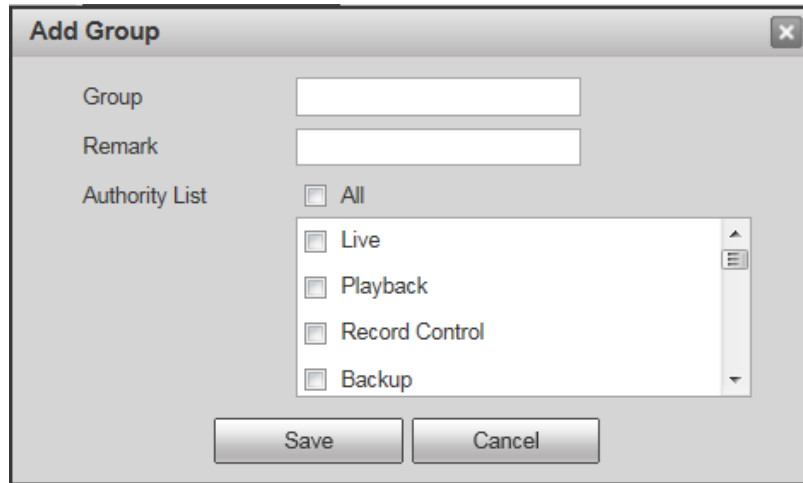 Add Group
Group
Remark
Authority List
All
Live
Playback
Record Control
Backup
Save Cancel